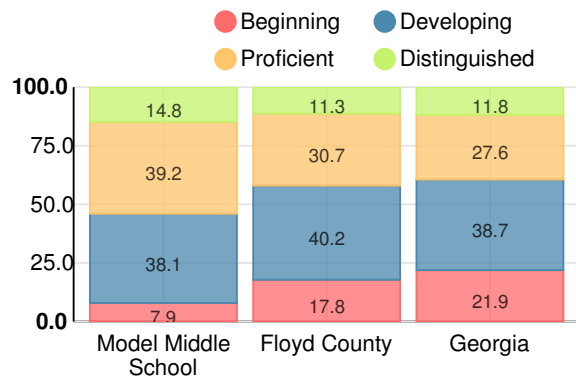 Beginning Developing
Proficient Distinguished
100.0
75.0
50.0
25.0
0.0
14.8 11.3 11.8
39.2 30.7 27.6
38.1 40.2 38.7
7.9 17.8 21.9
Model Middle School Floyd County Georgia